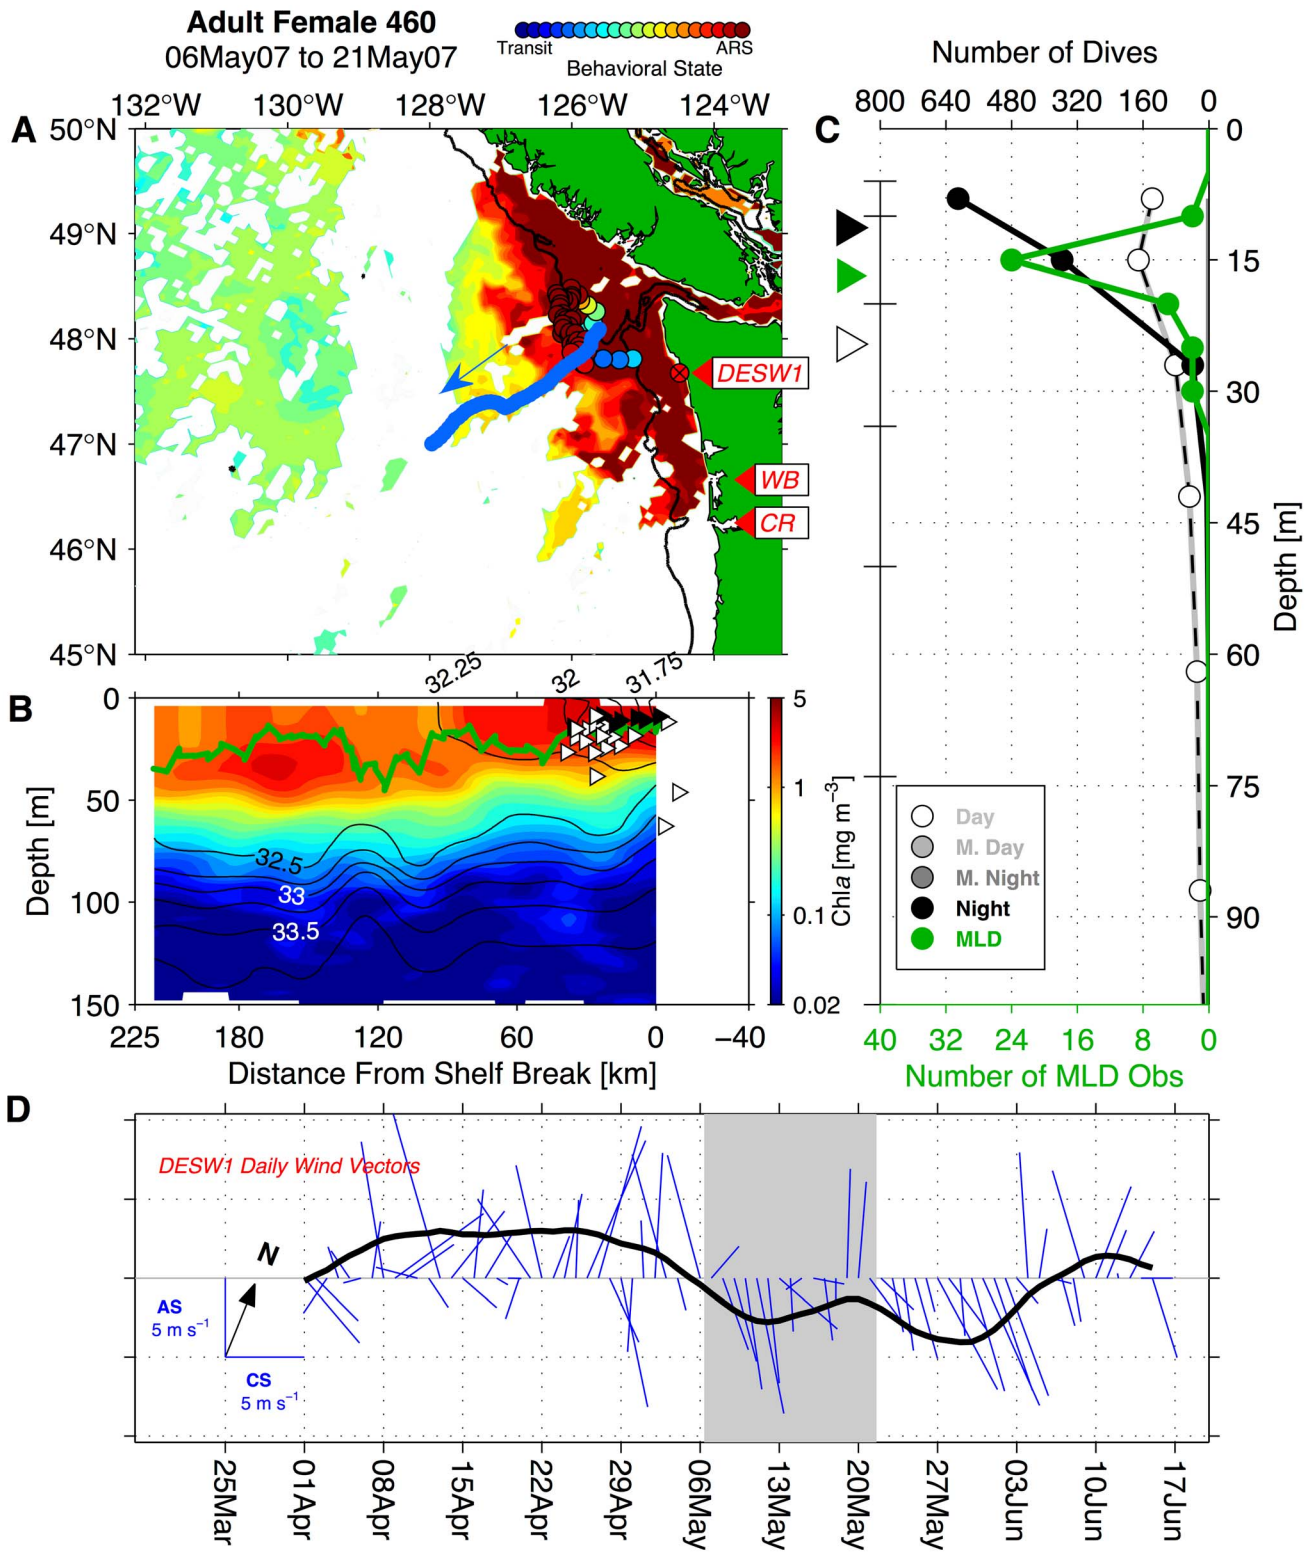 Adult Female 460
06May07 to 21May07
Transit
ARS
Behavioral State
Number of Dives
132°W
130°W
128°W
126°W
124°W
800
640
480
320
160
0
A
C
50°N
49°N
48°N
47°N
46°N
45°N
DESW1
WB
CR
0
15
30
45
60
75
90
Depth [m]
Day
M. Day
M. Night
Night
MLD
40
32
24
16
8
0
Number of MLD Obs
B
32.25
32
31.75
0
50
100
150
Depth [m]
32.5
33
33.5
5
1
0.1
0.02
Chla [mg m−3]
225
180
120
60
0
−40
Distance From Shelf Break [km]
D
DESW1 Daily Wind Vectors
N
AS
5 m s−1
CS
5 m s−1
25Mar
01Apr
08Apr
15Apr
22Apr
29Apr
06May
13May
20May
27May
03Jun
10Jun
17Jun